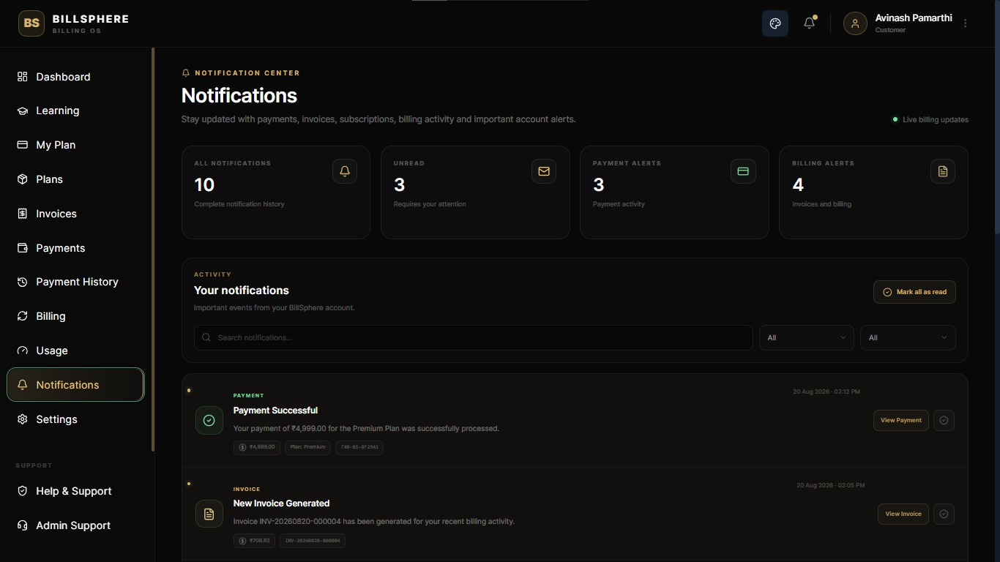 BS
BILLSPHERE
BILLING OS
Avinash Pamarthi
Customer
Dashboard
Learning
My Plan
Plans
Invoices
Payments
Payment History
Billing
Usage
Notifications
Settings
SUPPORT
Help & Support
Admin Support
NOTIFICATION CENTER
Notifications
Stay updated with payments, invoices, subscriptions, billing activity and important account alerts.
Live billing updates
ALL NOTIFICATIONS
10
Complete notification history
UNREAD
3
Requires your attention
PAYMENT ALERTS
3
Payment activity
BILLING ALERTS
4
Invoices and billing
ACTIVITY
Your notifications
Important events from your BillSphere account.
Mark all as read
Search notifications...
All
All
PAYMENT
20 Aug 2026 · 02:12 PM
Payment Successful
Your payment of ₹4,999.00 for the Premium Plan was successfully processed.
View Payment
₹4,999.00
Plan: Premium
TXN-BS-8F29A1
INVOICE
20 Aug 2026 · 02:05 PM
New Invoice Generated
Invoice INV-20260820-000004 has been generated for your recent billing activity.
View Invoice
₹706.82
INV-20260820-000004